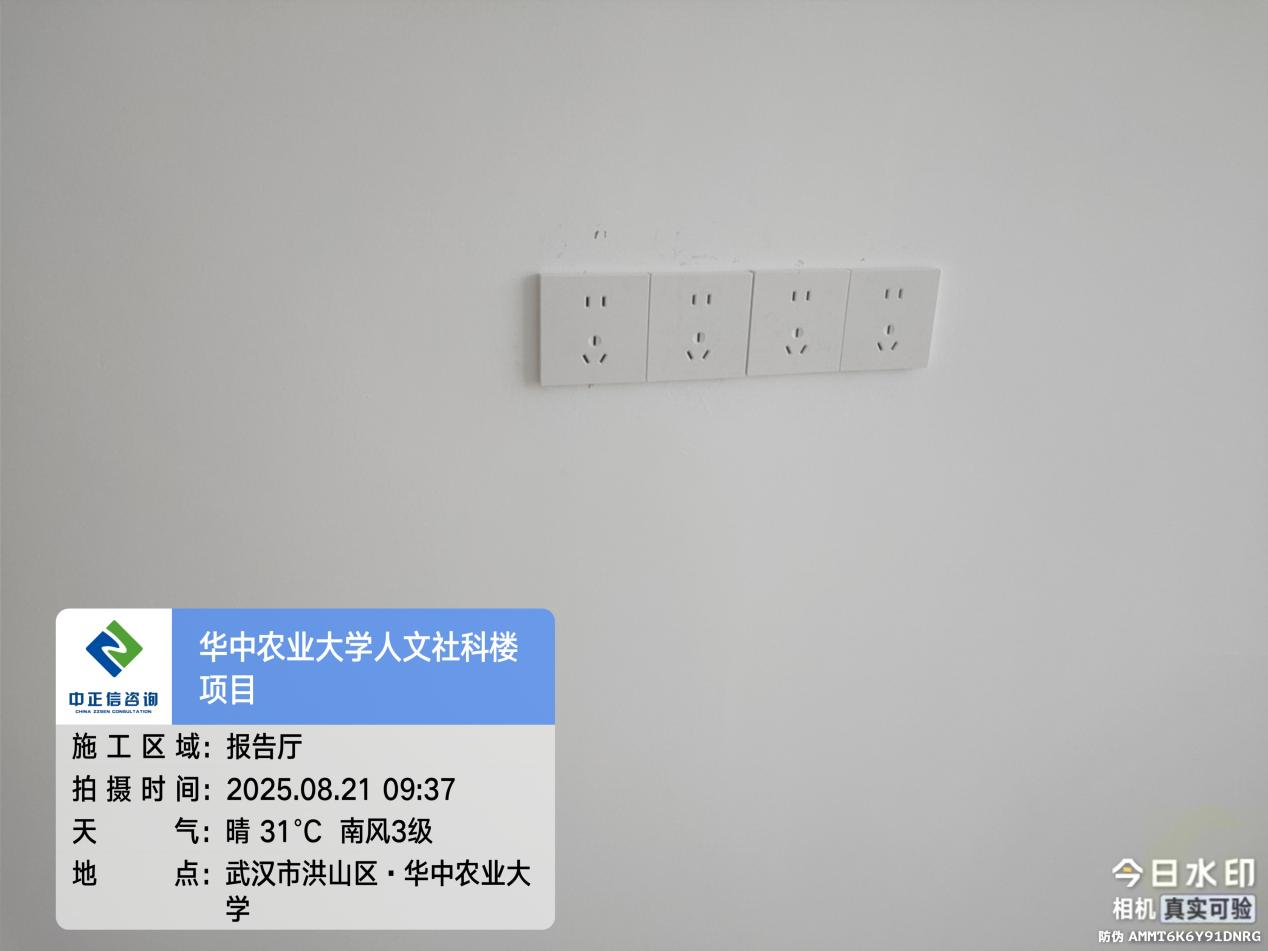 华中农业大学人文社科楼
项目
中正信咨询
CHINA ZZSEN CONSULTATION
施工区域：报告厅
拍摄时间：2025.08.21 09:37
天气：晴 31℃ 南风3级
地点：武汉市洪山区·华中农业大
学
今日水印
相机 真实可验
防伪 AMMT6K6Y91DNRG